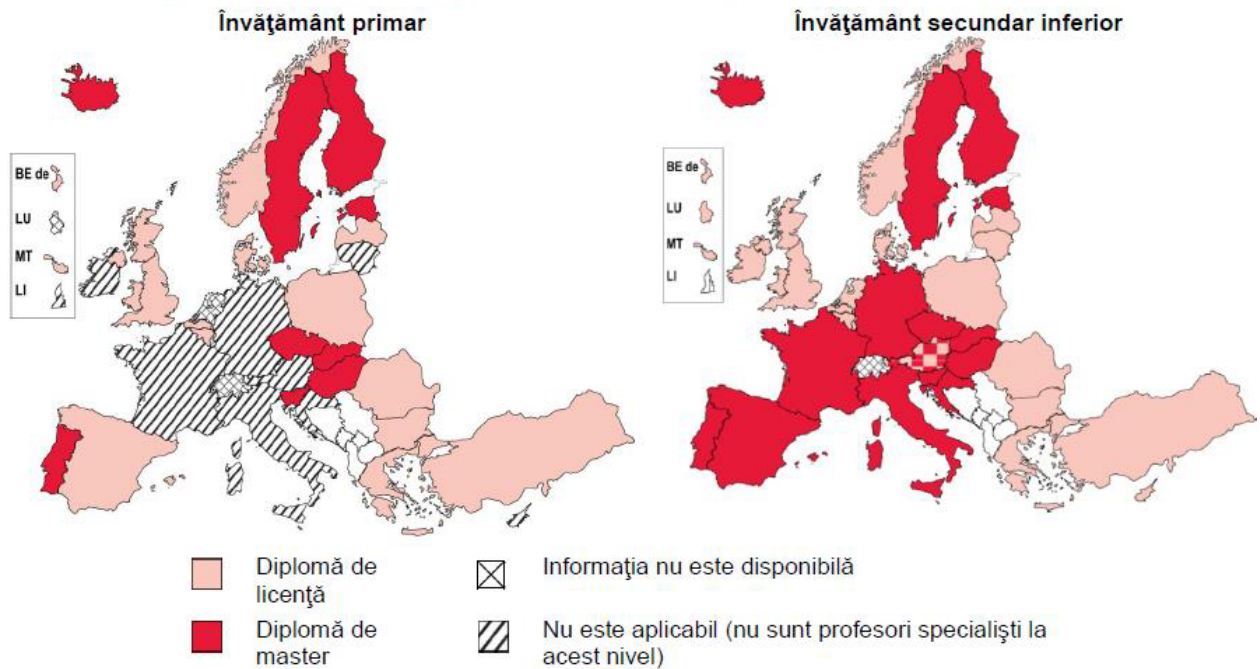 Învăţământ primar
Învăţământ secundar inferior
BE de
LU
MT
LI
BE de
LU
MT
LI
Diplomă de
licenţă
Informaţia nu este disponibilă
Diplomă de
master
Nu este aplicabil (nu sunt profesori specialişti la
acest nivel)